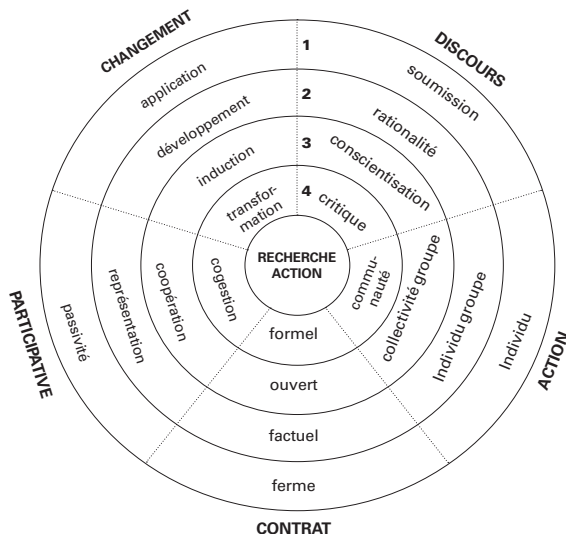 CHANGEMENT
DISCOURS
1
application
soumission
2
développement
rationalité
3
induction
conscientisation
4
transfor-
mation
critique
RECHERCHE
ACTION
PARTICIPATIVE
passivité
représentation
coopération
cogestion
commu-
nauté
collectivité groupe
Individu groupe
Individu
ACTION
formel
ouvert
factuel
ferme
CONTRAT